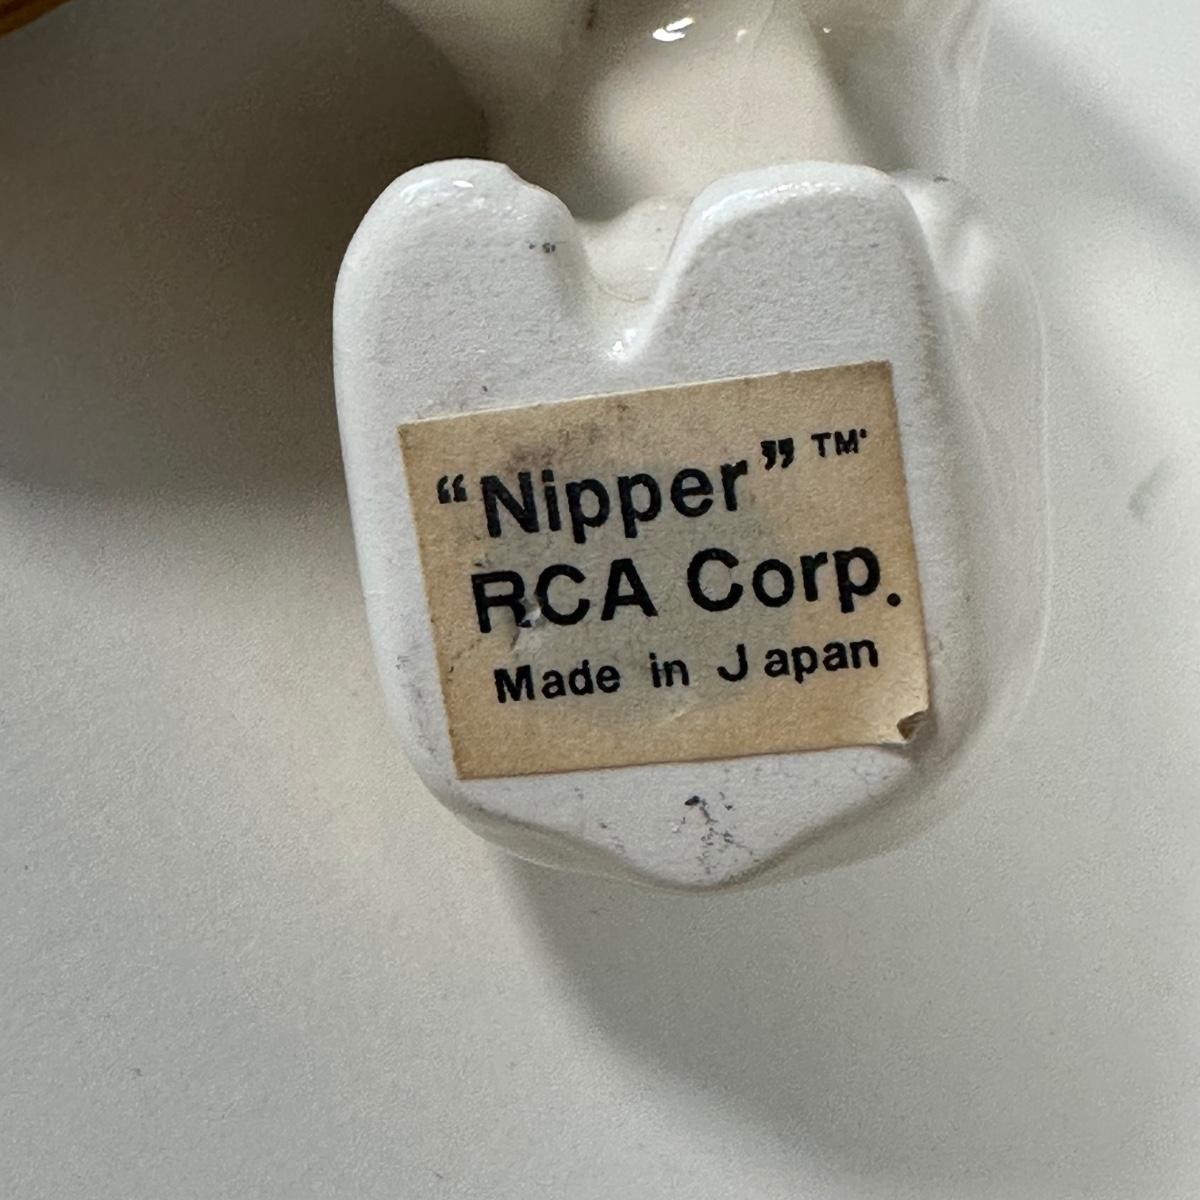 “Nipper”™
RCA Corp.
Made in Japan